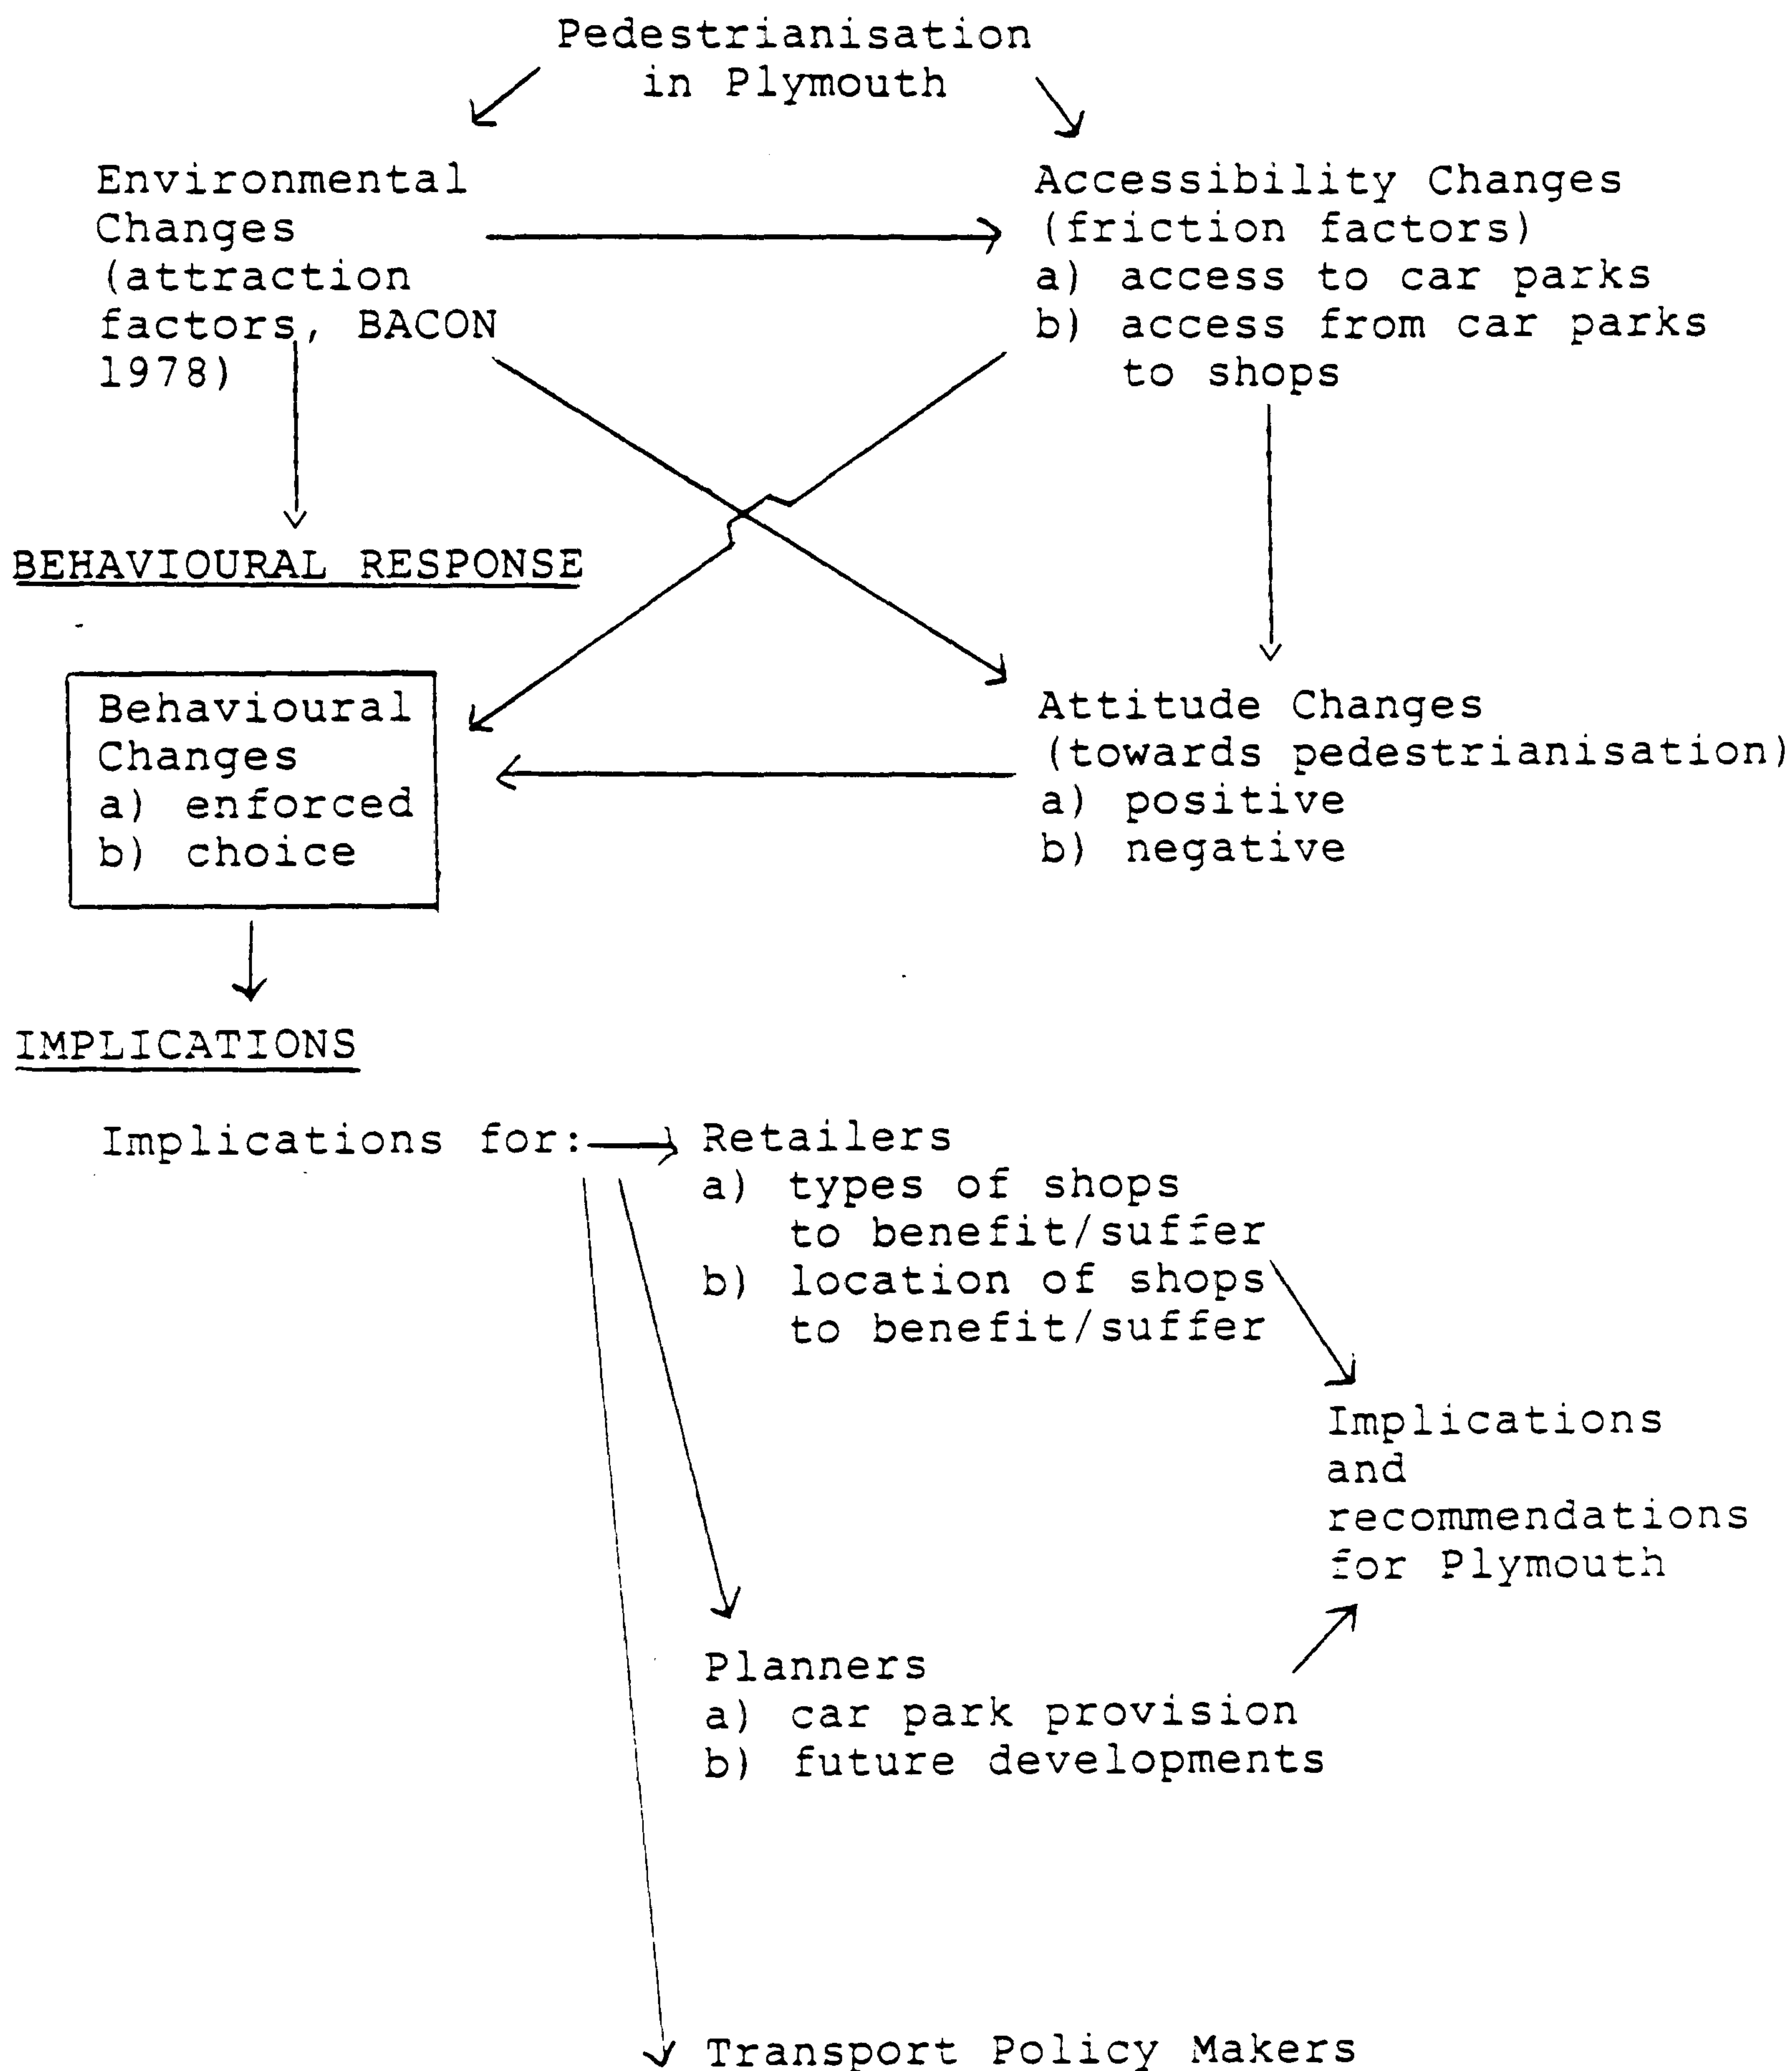 Pedestrianisation
in Plymouth
Environmental
Changes
(attraction
factors, BACON
1978)
Accessibility Changes
(friction factors)
a) access to car parks
b) access from car parks
to shops
BEHAVIOURAL RESPONSE
Behavioural
Changes
a) enforced
b) choice
Attitude Changes
(towards pedestrianisation)
a) positive
b) negative
IMPLICATIONS
Implications for:
Retailers
a) types of shops
to benefit/suffer
b) location of shops
to benefit/suffer
Implications
and
recommendations
for Plymouth
Planners
a) car park provision
b) future developments
Transport Policy Makers